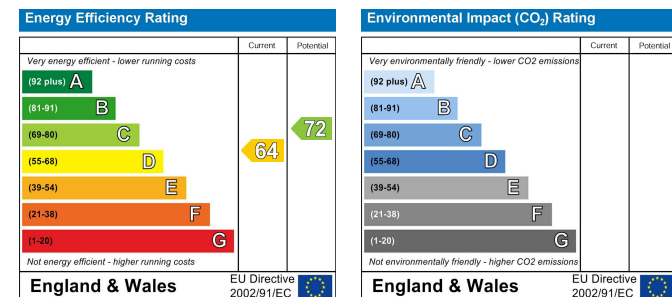 Energy Efficiency Rating
Current Potential
Very energy efficient - lower running costs
(92 plus) A
(81-91) B
(69-80) C
(55-68) D
(39-54) E
(21-38) F
(1-20) G
64
72
Not energy efficient - higher running costs
England & Wales
EU Directive
2002/91/EC
Environmental Impact (CO₂) Rating
Current Potential
Very environmentally friendly - lower CO2 emissions
(92 plus) A
(81-91) B
(69-80) C
(55-68) D
(39-54) E
(21-38) F
(1-20) G
Not environmentally friendly - higher CO2 emissions
England & Wales
EU Directive
2002/91/EC